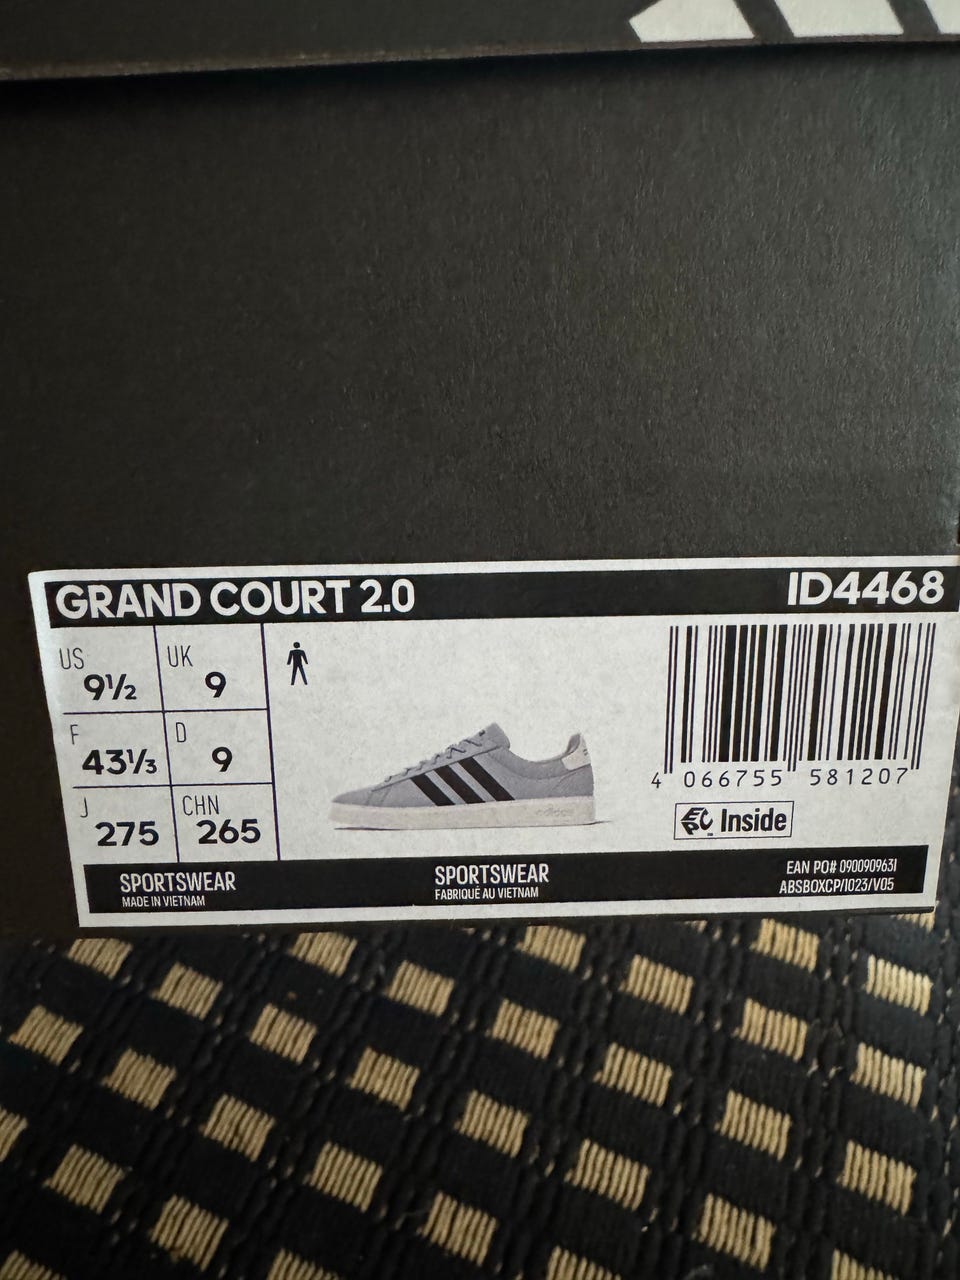 GRAND COURT 2.0 ID4468
US 9½ UK 9
F 43⅓ D 9
J 275 CHN 265
4 066755 581207
EPC Inside
SPORTSWEAR
MADE IN VIETNAM
SPORTSWEAR
FABRIQUÉ AU VIETNAM
EAN PO# 0900909631
ABSBOXCP/1023/V05